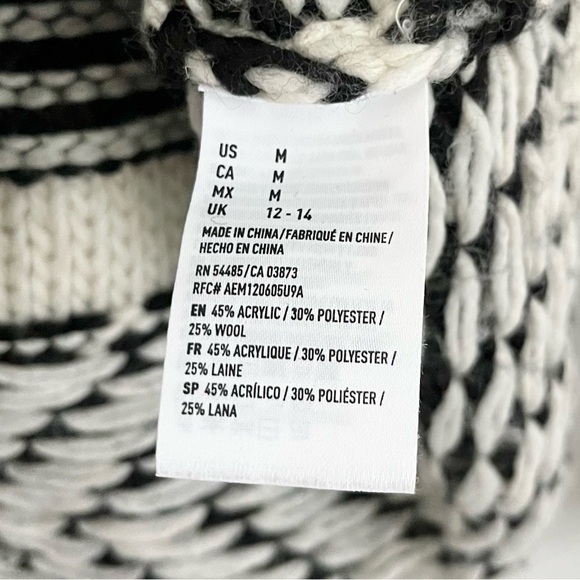 US M
CA M
MX M
UK 12 - 14
MADE IN CHINA/FABRIQUÉ EN CHINE/
HECHO EN CHINA
RN 54485/CA 03873
RFC# AEM120605U9A
EN 45% ACRYLIC / 30% POLYESTER /
25% WOOL
FR 45% ACRYLIQUE / 30% POLYESTER /
25% LAINE
SP 45% ACRÍLICO / 30% POLIÉSTER /
25% LANA